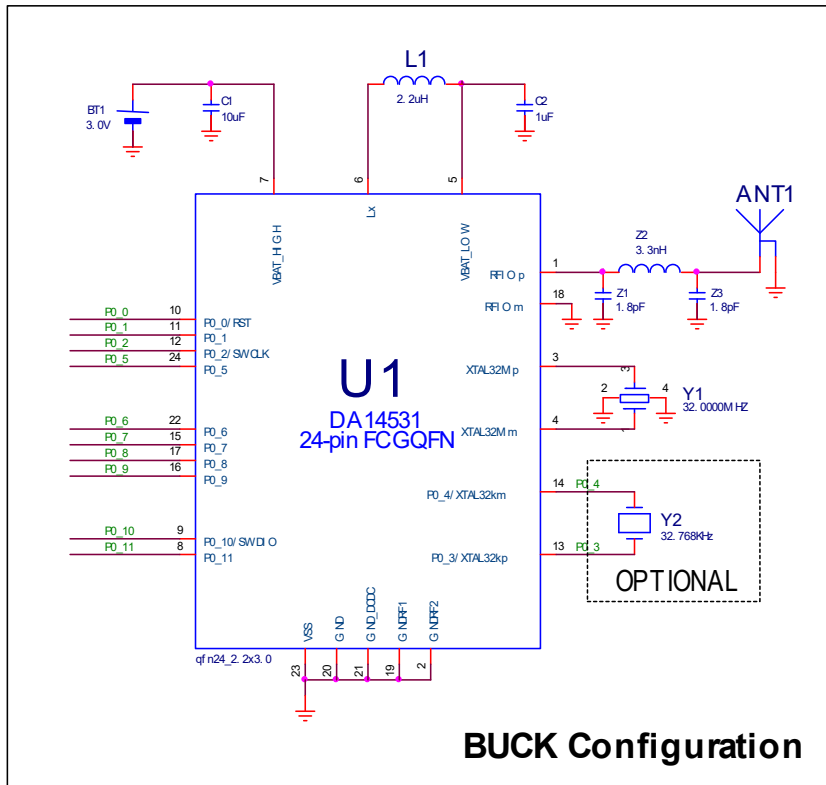 L1
2.2uH
BT1
3.0V
C1
10uF
C2
1uF
7
6
5
VBAT_HIGH
Lx
VBAT_LOW
ANT1
Z2
3.3nH
1
RFIOp
Z1
1.8pF
Z3
1.8pF
18
RFIOm
P0_0
10
P0_0/RST
P0_1
11
P0_1
P0_2
12
P0_2/SWCLK
P0_5
24
P0_5
3
XTAL32Mp
3
2
4
Y1
32.0000MHZ
1
4
XTAL32Mm
U1
DA14531
24-pin FCGQFN
P0_6
22
P0_6
P0_7
15
P0_7
P0_8
17
P0_8
P0_9
16
P0_9
14
P0_4
P0_4/XTAL32km
Y2
32.768KHz
13
P0_3
P0_3/XTAL32kp
OPTIONAL
P0_10
9
P0_10/SWDIO
P0_11
8
P0_11
VSS
GND
GND_DCDC
GNDRF1
GNDRF2
qfn24_2.2x3.0
23
20
21
19
2
BUCK Configuration